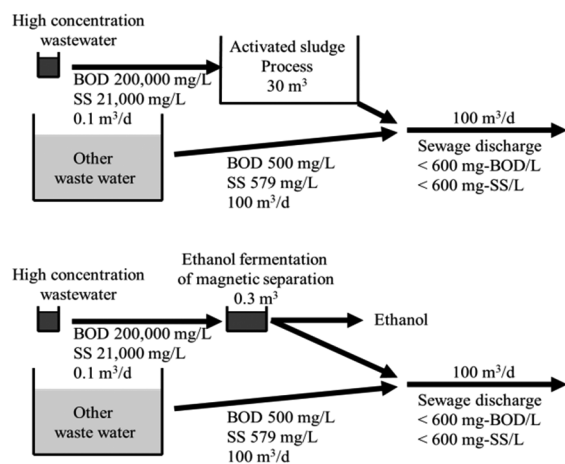 High concentration
wastewater
BOD 200,000 mg/L
SS 21,000 mg/L
0.1 m³/d
Activated sludge
Process
30 m³
Other
waste water
BOD 500 mg/L
SS 579 mg/L
100 m³/d
100 m³/d
Sewage discharge
< 600 mg-BOD/L
< 600 mg-SS/L
High concentration
wastewater
BOD 200,000 mg/L
SS 21,000 mg/L
0.1 m³/d
Ethanol fermentation
of magnetic separation
0.3 m³
Ethanol
Other
waste water
BOD 500 mg/L
SS 579 mg/L
100 m³/d
100 m³/d
Sewage discharge
< 600 mg-BOD/L
< 600 mg-SS/L